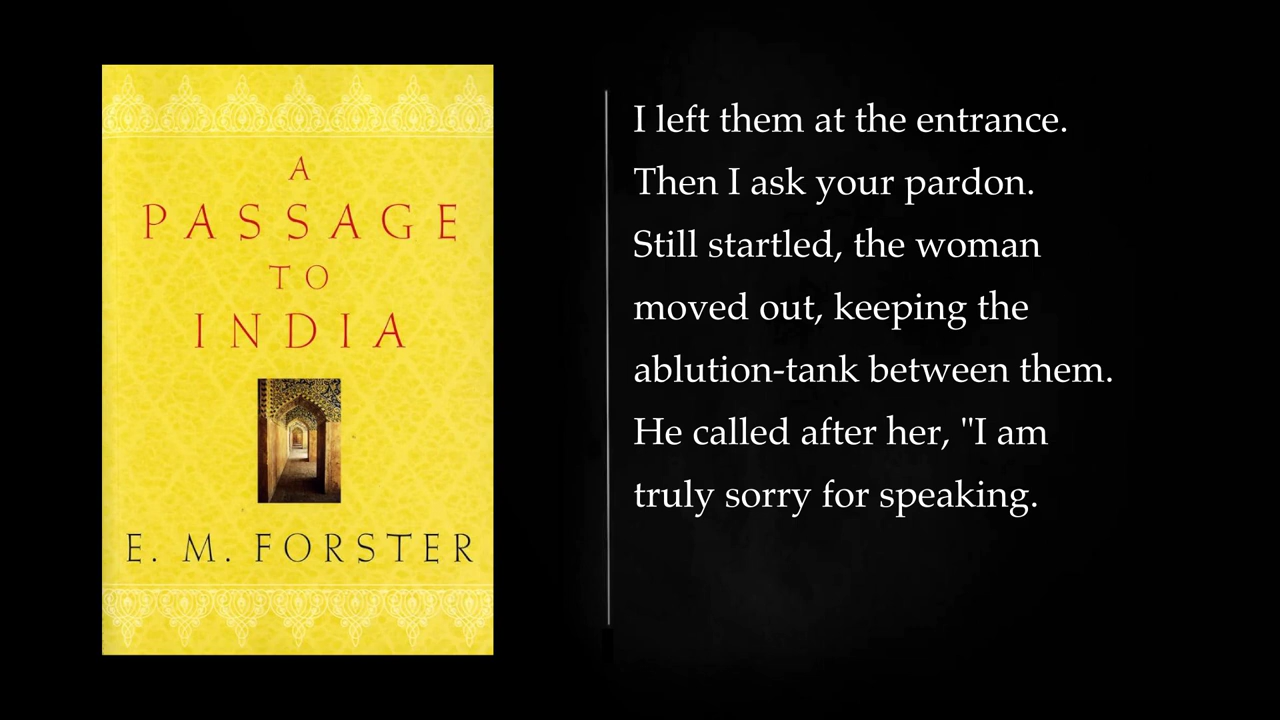 A
PASSAGE
TO
INDIA
E. M. FORSTER
I left them at the entrance.
Then I ask your pardon.
Still startled, the woman
moved out, keeping the
ablution-tank between them.
He called after her, "I am
truly sorry for speaking.